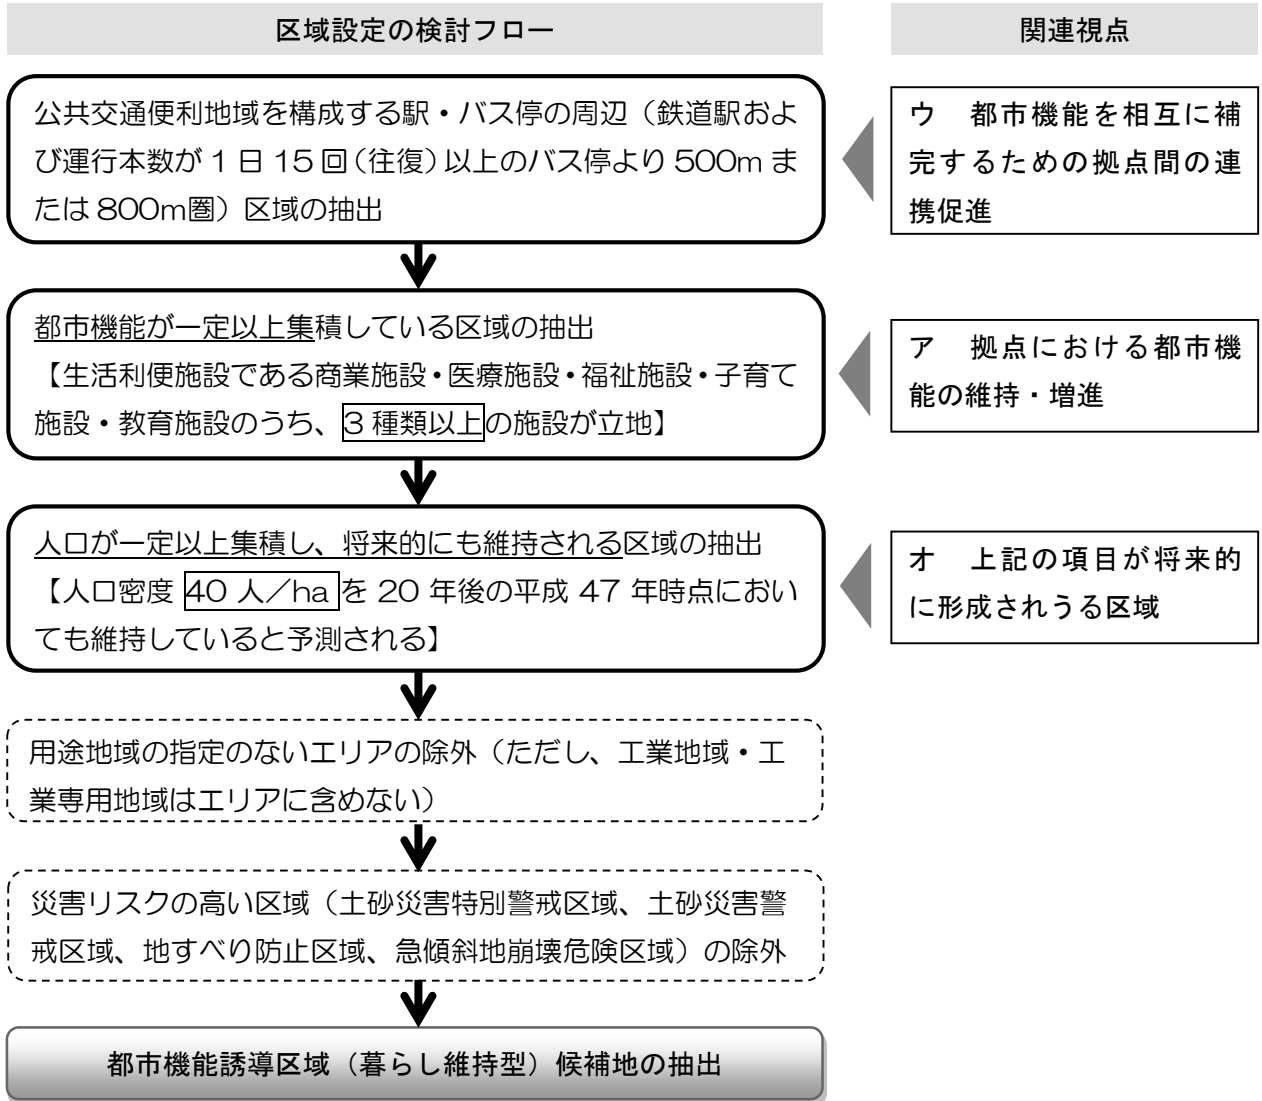 区域設定の検討フロー
関連視点
公共交通便利地域を構成する駅・バス停の周辺（鉄道駅およ
び運行本数が 1 日 15 回（往復）以上のバス停より 500m ま
たは 800m圏）区域の抽出
ウ　都市機能を相互に補
完するための拠点間の連
携促進
都市機能が一定以上集積している区域の抽出
【生活利便施設である商業施設・医療施設・福祉施設・子育て
施設・教育施設のうち、3 種類以上の施設が立地】
ア　拠点における都市機
能の維持・増進
人口が一定以上集積し、将来的にも維持される区域の抽出
【人口密度 40 人／ha を 20 年後の平成 47 年時点におい
ても維持していると予測される】
オ　上記の項目が将来的
に形成されうる区域
用途地域の指定のないエリアの除外（ただし、工業地域・工
業専用地域はエリアに含めない）
災害リスクの高い区域（土砂災害特別警戒区域、土砂災害警
戒区域、地すべり防止区域、急傾斜地崩壊危険区域）の除外
都市機能誘導区域（暮らし維持型）候補地の抽出